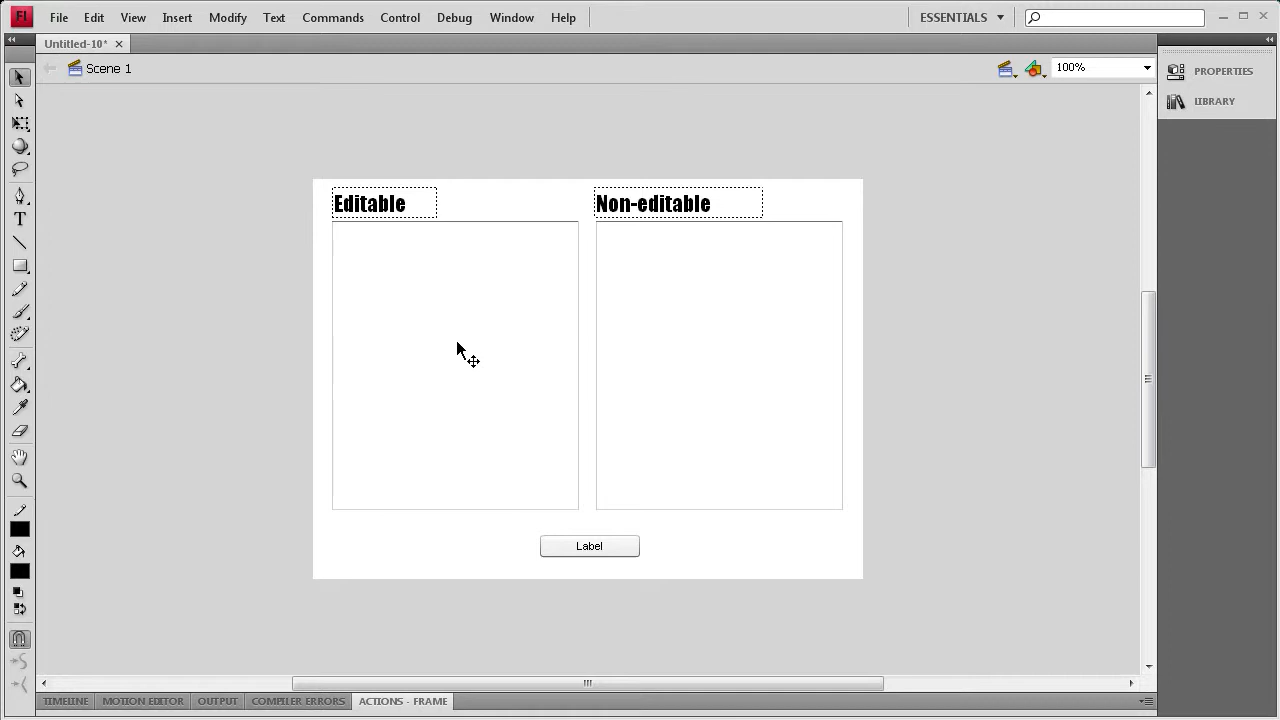 Fl File Edit View Insert Modify Text Commands Control Debug Window Help ESSENTIALS
Untitled-10*
Scene 1 100%
PROPERTIES
LIBRARY
Editable Non-editable
Label
TIMELINE MOTION EDITOR OUTPUT COMPILER ERRORS ACTIONS - FRAME